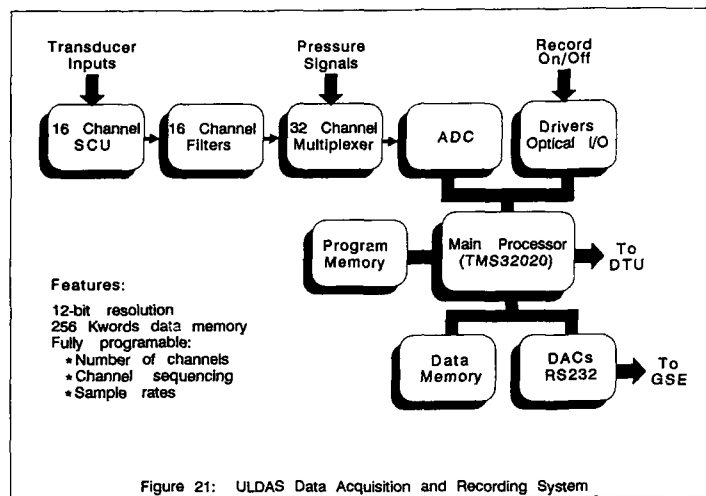 Transducer
Inputs
Pressure
Signals
Record
On/Off
16 Channel
SCU
16 Channel
Filters
32 Channel
Multiplexer
ADC
Drivers
Optical I/O
Program
Memory
Main Processor
(TMS32020)
To
DTU
Features:
12-bit resolution
256 Kwords data memory
Fully programable:
* Number of channels
* Channel sequencing
* Sample rates
Data
Memory
DACs
RS232
To
GSE
Figure 21: ULDAS Data Acquisition and Recording System